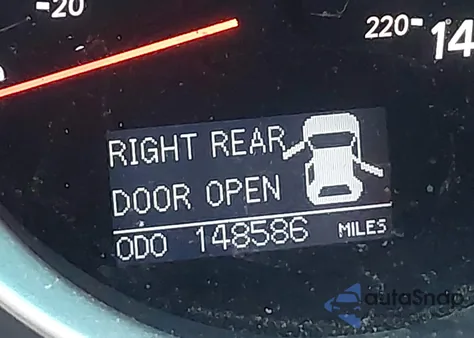 -20
220
14
RIGHT REAR
DOOR OPEN
ODO 148586 MILES
autoSnap